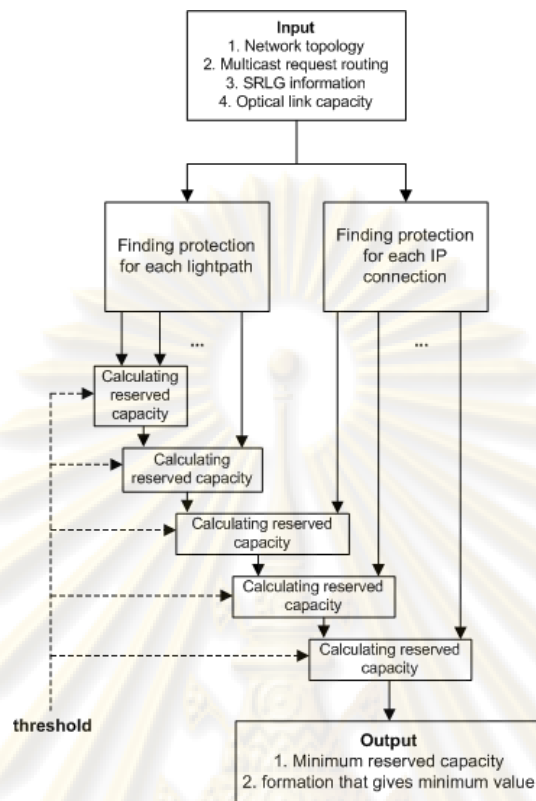 Input
1. Network topology
2. Multicast request routing
3. SRLG information
4. Optical link capacity
Finding protection
for each lightpath
Finding protection
for each IP
connection
...
...
Calculating
reserved
capacity
Calculating
reserved capacity
Calculating reserved
capacity
Calculating reserved
capacity
Calculating reserved
capacity
threshold
Output
1. Minimum reserved capacity
2. formation that gives minimum value